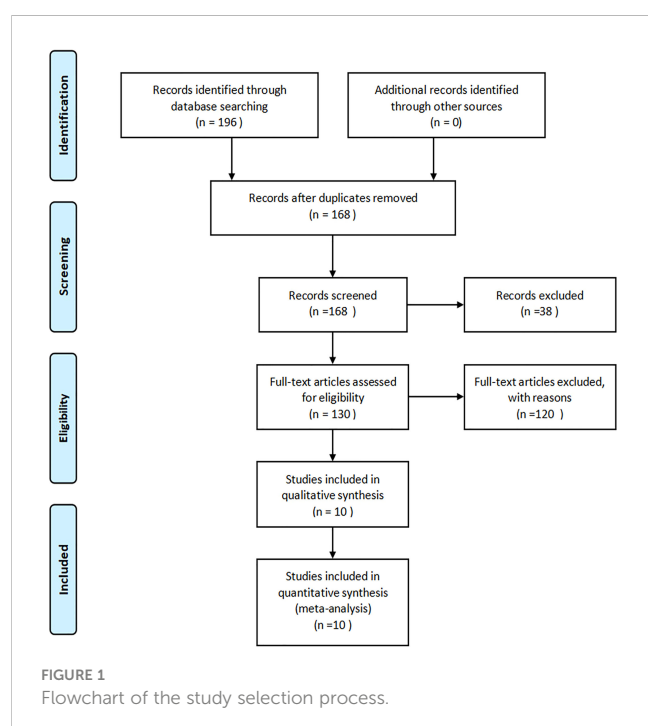 Identification
Records identified through
database searching
(n = 196 )
Additional records identified
through other sources
(n = 0)
Records after duplicates removed
(n = 168 )
Screening
Records screened
(n =168 )
Records excluded
(n =38 )
Eligibility
Full-text articles assessed
for eligibility
(n = 130 )
Full-text articles excluded,
with reasons
(n =120 )
Studies included in
qualitative synthesis
(n = 10 )
Included
Studies included in
quantitative synthesis
(meta-analysis)
(n =10 )
FIGURE 1
Flowchart of the study selection process.